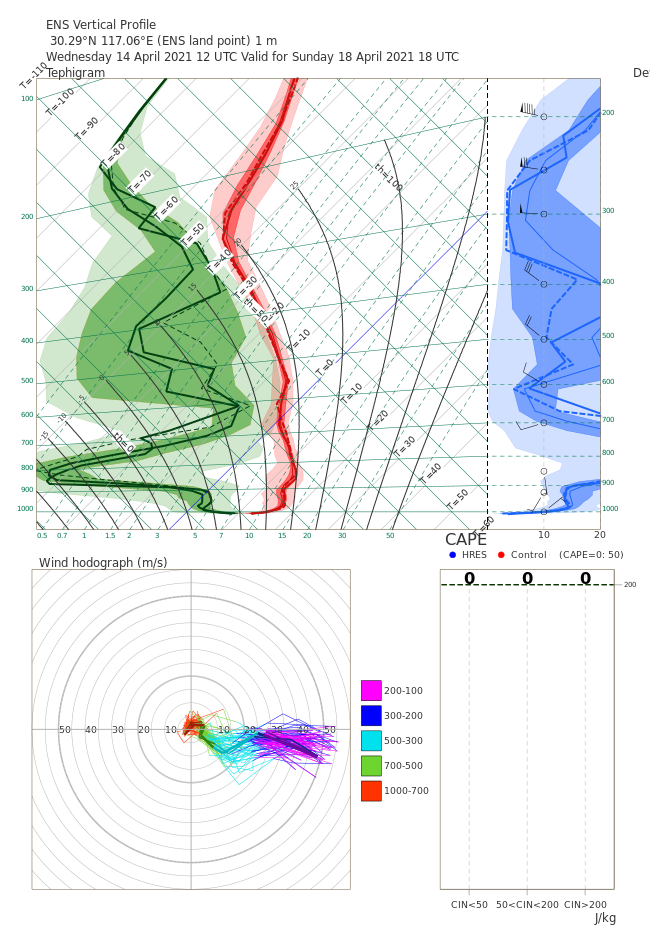 ENS Vertical Profile
30.29°N 117.06°E (ENS land point) 1 m
Wednesday 14 April 2021 12 UTC Valid for Sunday 18 April 2021 18 UTC
Tephigram
De
T=-110
T=-100
T=-90
T=-80
T=-70
T=-60
T=-50
T=-40
T=-30
T=-20
T=-10
T=0
T=10
T=20
T=30
T=40
T=50
T=60
th=0
th=50
th=100
100
200
300
400
500
600
700
800
900
1000
25
20
15
-5
-10
-15
200
300
400
500
600
700
800
900
1000
0.5 0.7 1 1.5 2 3 5 7 10 15 20 30 50
10 20
CAPE
HRES Control (CAPE=0: 50)
Wind hodograph (m/s)
50 40 30 20 10 10 20 30 40 50
200-100
300-200
500-300
700-500
1000-700
0 0 0
200
CIN<50 50<CIN<200 CIN>200
J/kg